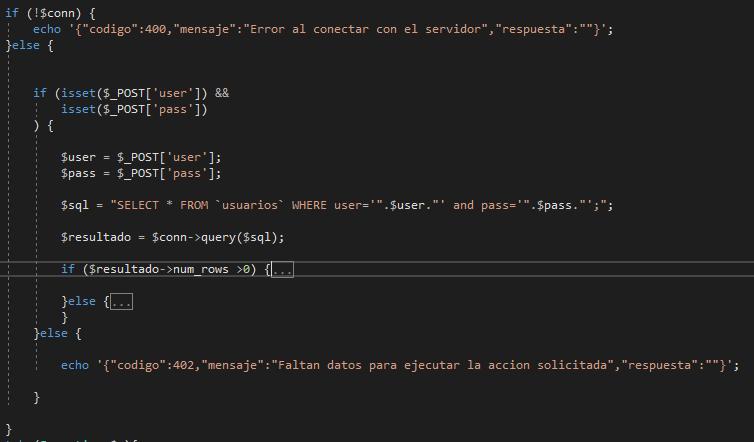 if (!$conn) {
echo '{"codigo":400,"mensaje":"Error al conectar con el servidor","respuesta":""}';
}else {
if (isset($_POST['user']) &&
isset($_POST['pass'])
) {
$user = $_POST['user'];
$pass = $_POST['pass'];
$sql = "SELECT * FROM `usuarios` WHERE user='".$user."' and pass='".$pass."';";
$resultado = $conn->query($sql);
if ($resultado->num_rows >0) {...
}else {...
}
}else {
echo '{"codigo":402,"mensaje":"Faltan datos para ejecutar la accion solicitada","respuesta":""}';
}
}